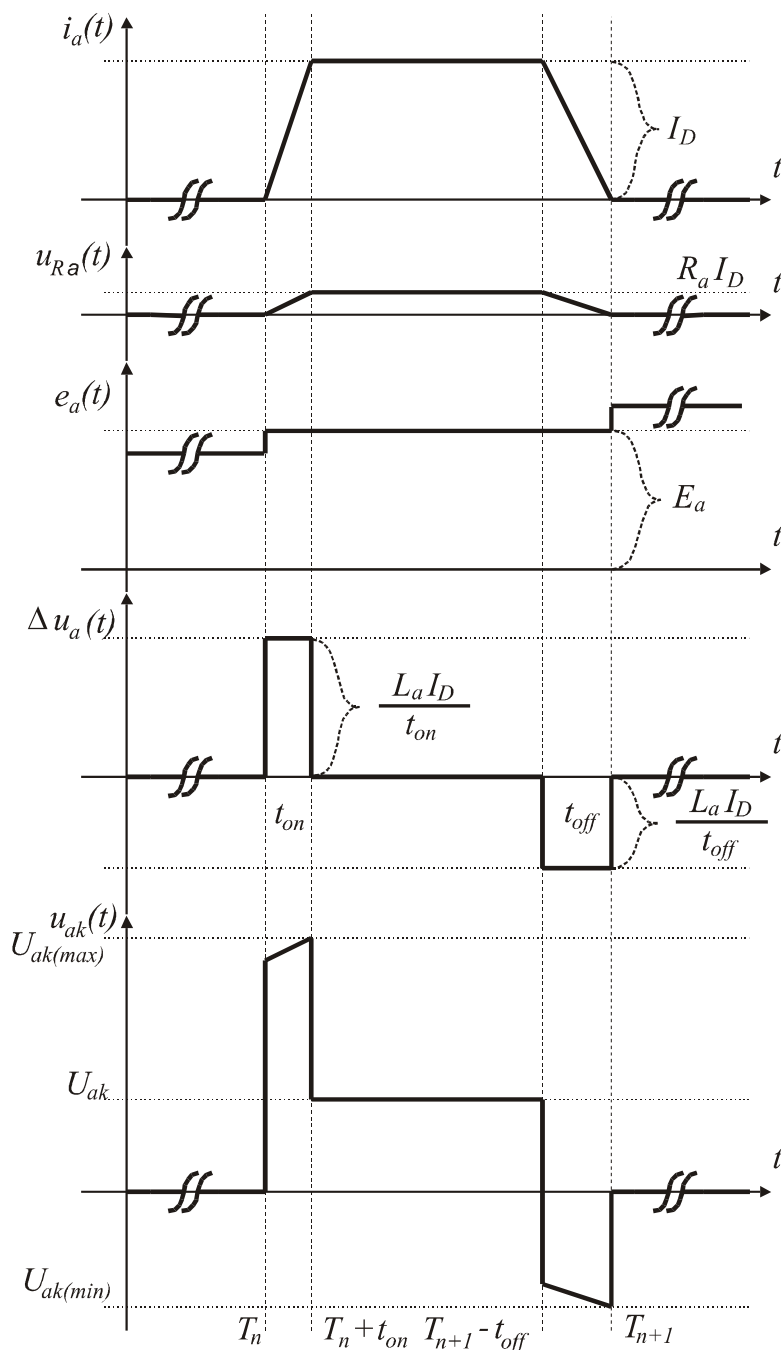 i_a(t)
I_D
t
u_Ra(t)
R_a I_D
t
e_a(t)
E_a
t
Δu_a(t)
L_a I_D
t_on
t
t_on
t_off
L_a I_D
t_off
u_ak(t)
U_ak(max)
U_ak
t
U_ak(min)
T_n
T_n + t_on
T_n+1 - t_off
T_n+1